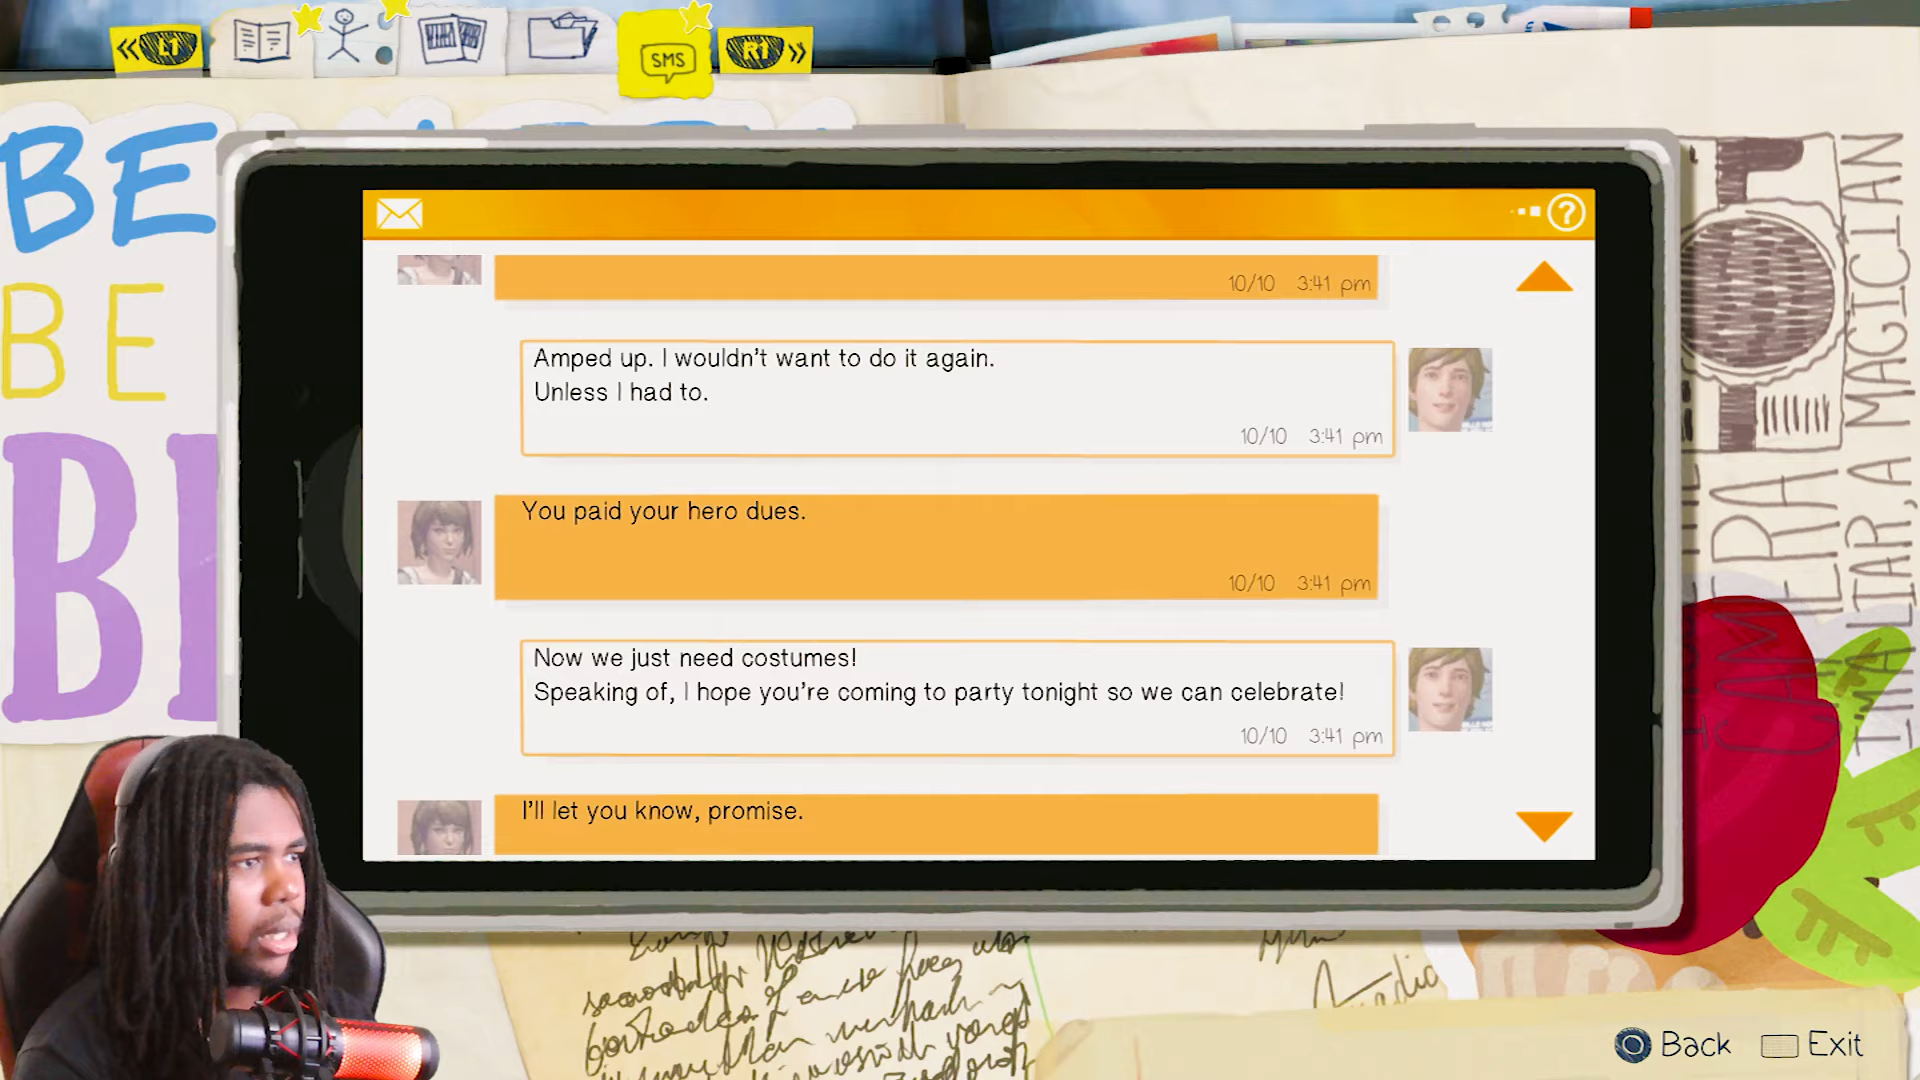 L1
SMS
R1
?
10/10 3:41 pm
Amped up. I wouldn't want to do it again.
Unless I had to.
10/10 3:41 pm
You paid your hero dues.
10/10 3:41 pm
Now we just need costumes!
Speaking of, I hope you're coming to party tonight so we can celebrate!
10/10 3:41 pm
I'll let you know, promise.
BE
BE
CAMERA
LIAR, A MAGICIAN
Back
Exit